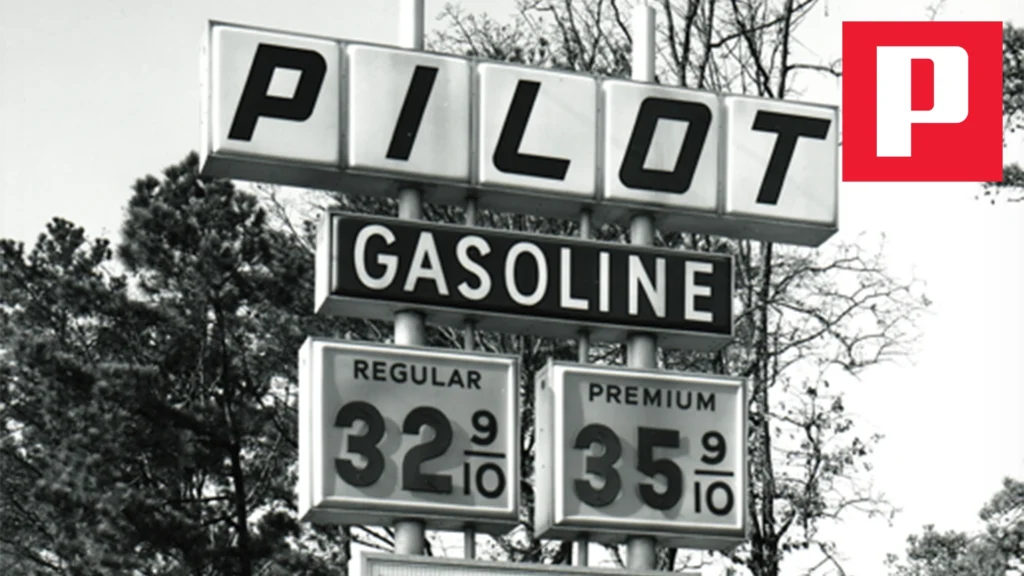 PILOT
P
GASOLINE
REGULAR
32 9/10
PREMIUM
35 9/10